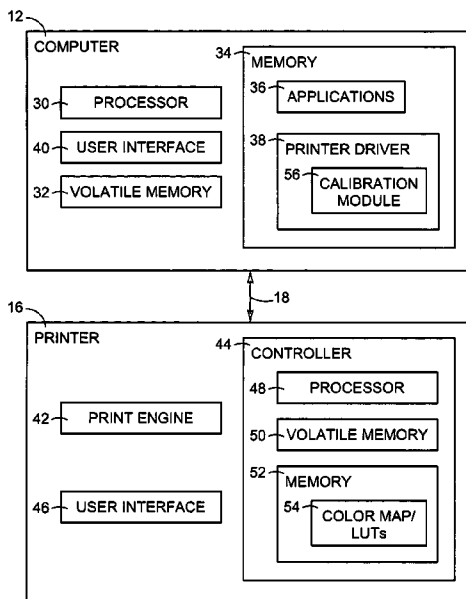 12
COMPUTER
30 PROCESSOR
40 USER INTERFACE
32 VOLATILE MEMORY
34
MEMORY
36 APPLICATIONS
38
PRINTER DRIVER
56 CALIBRATION
MODULE
18
16
PRINTER
42 PRINT ENGINE
46 USER INTERFACE
44
CONTROLLER
48 PROCESSOR
50 VOLATILE MEMORY
52
MEMORY
54 COLOR MAP/
LUTs